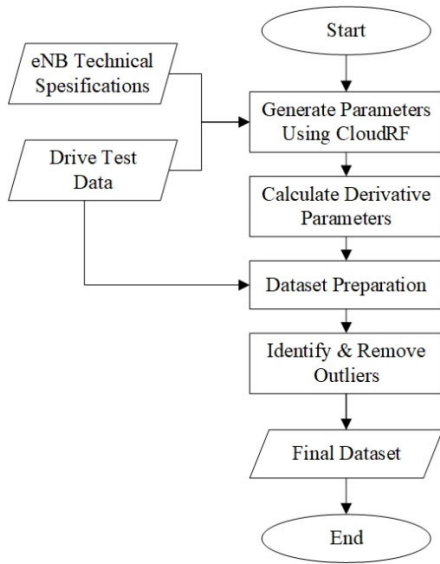 Start
eNB Technical
Spesifications
Generate Parameters
Using CloudRF
Drive Test
Data
Calculate Derivative
Parameters
Dataset Preparation
Identify & Remove
Outliers
Final Dataset
End